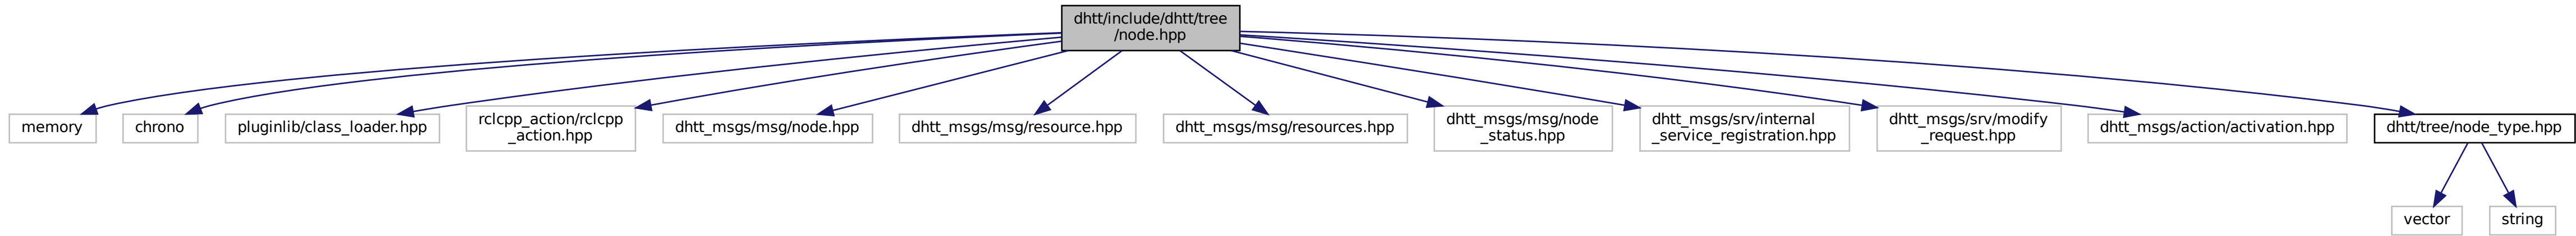 dhtt/include/dhtt/tree
/node.hpp
memory
chrono
pluginlib/class_loader.hpp
rclcpp_action/rclcpp
_action.hpp
dhtt_msgs/msg/node.hpp
dhtt_msgs/msg/resource.hpp
dhtt_msgs/msg/resources.hpp
dhtt_msgs/msg/node
_status.hpp
dhtt_msgs/srv/internal
_service_registration.hpp
dhtt_msgs/srv/modify
_request.hpp
dhtt_msgs/action/activation.hpp
dhtt/tree/node_type.hpp
vector
string